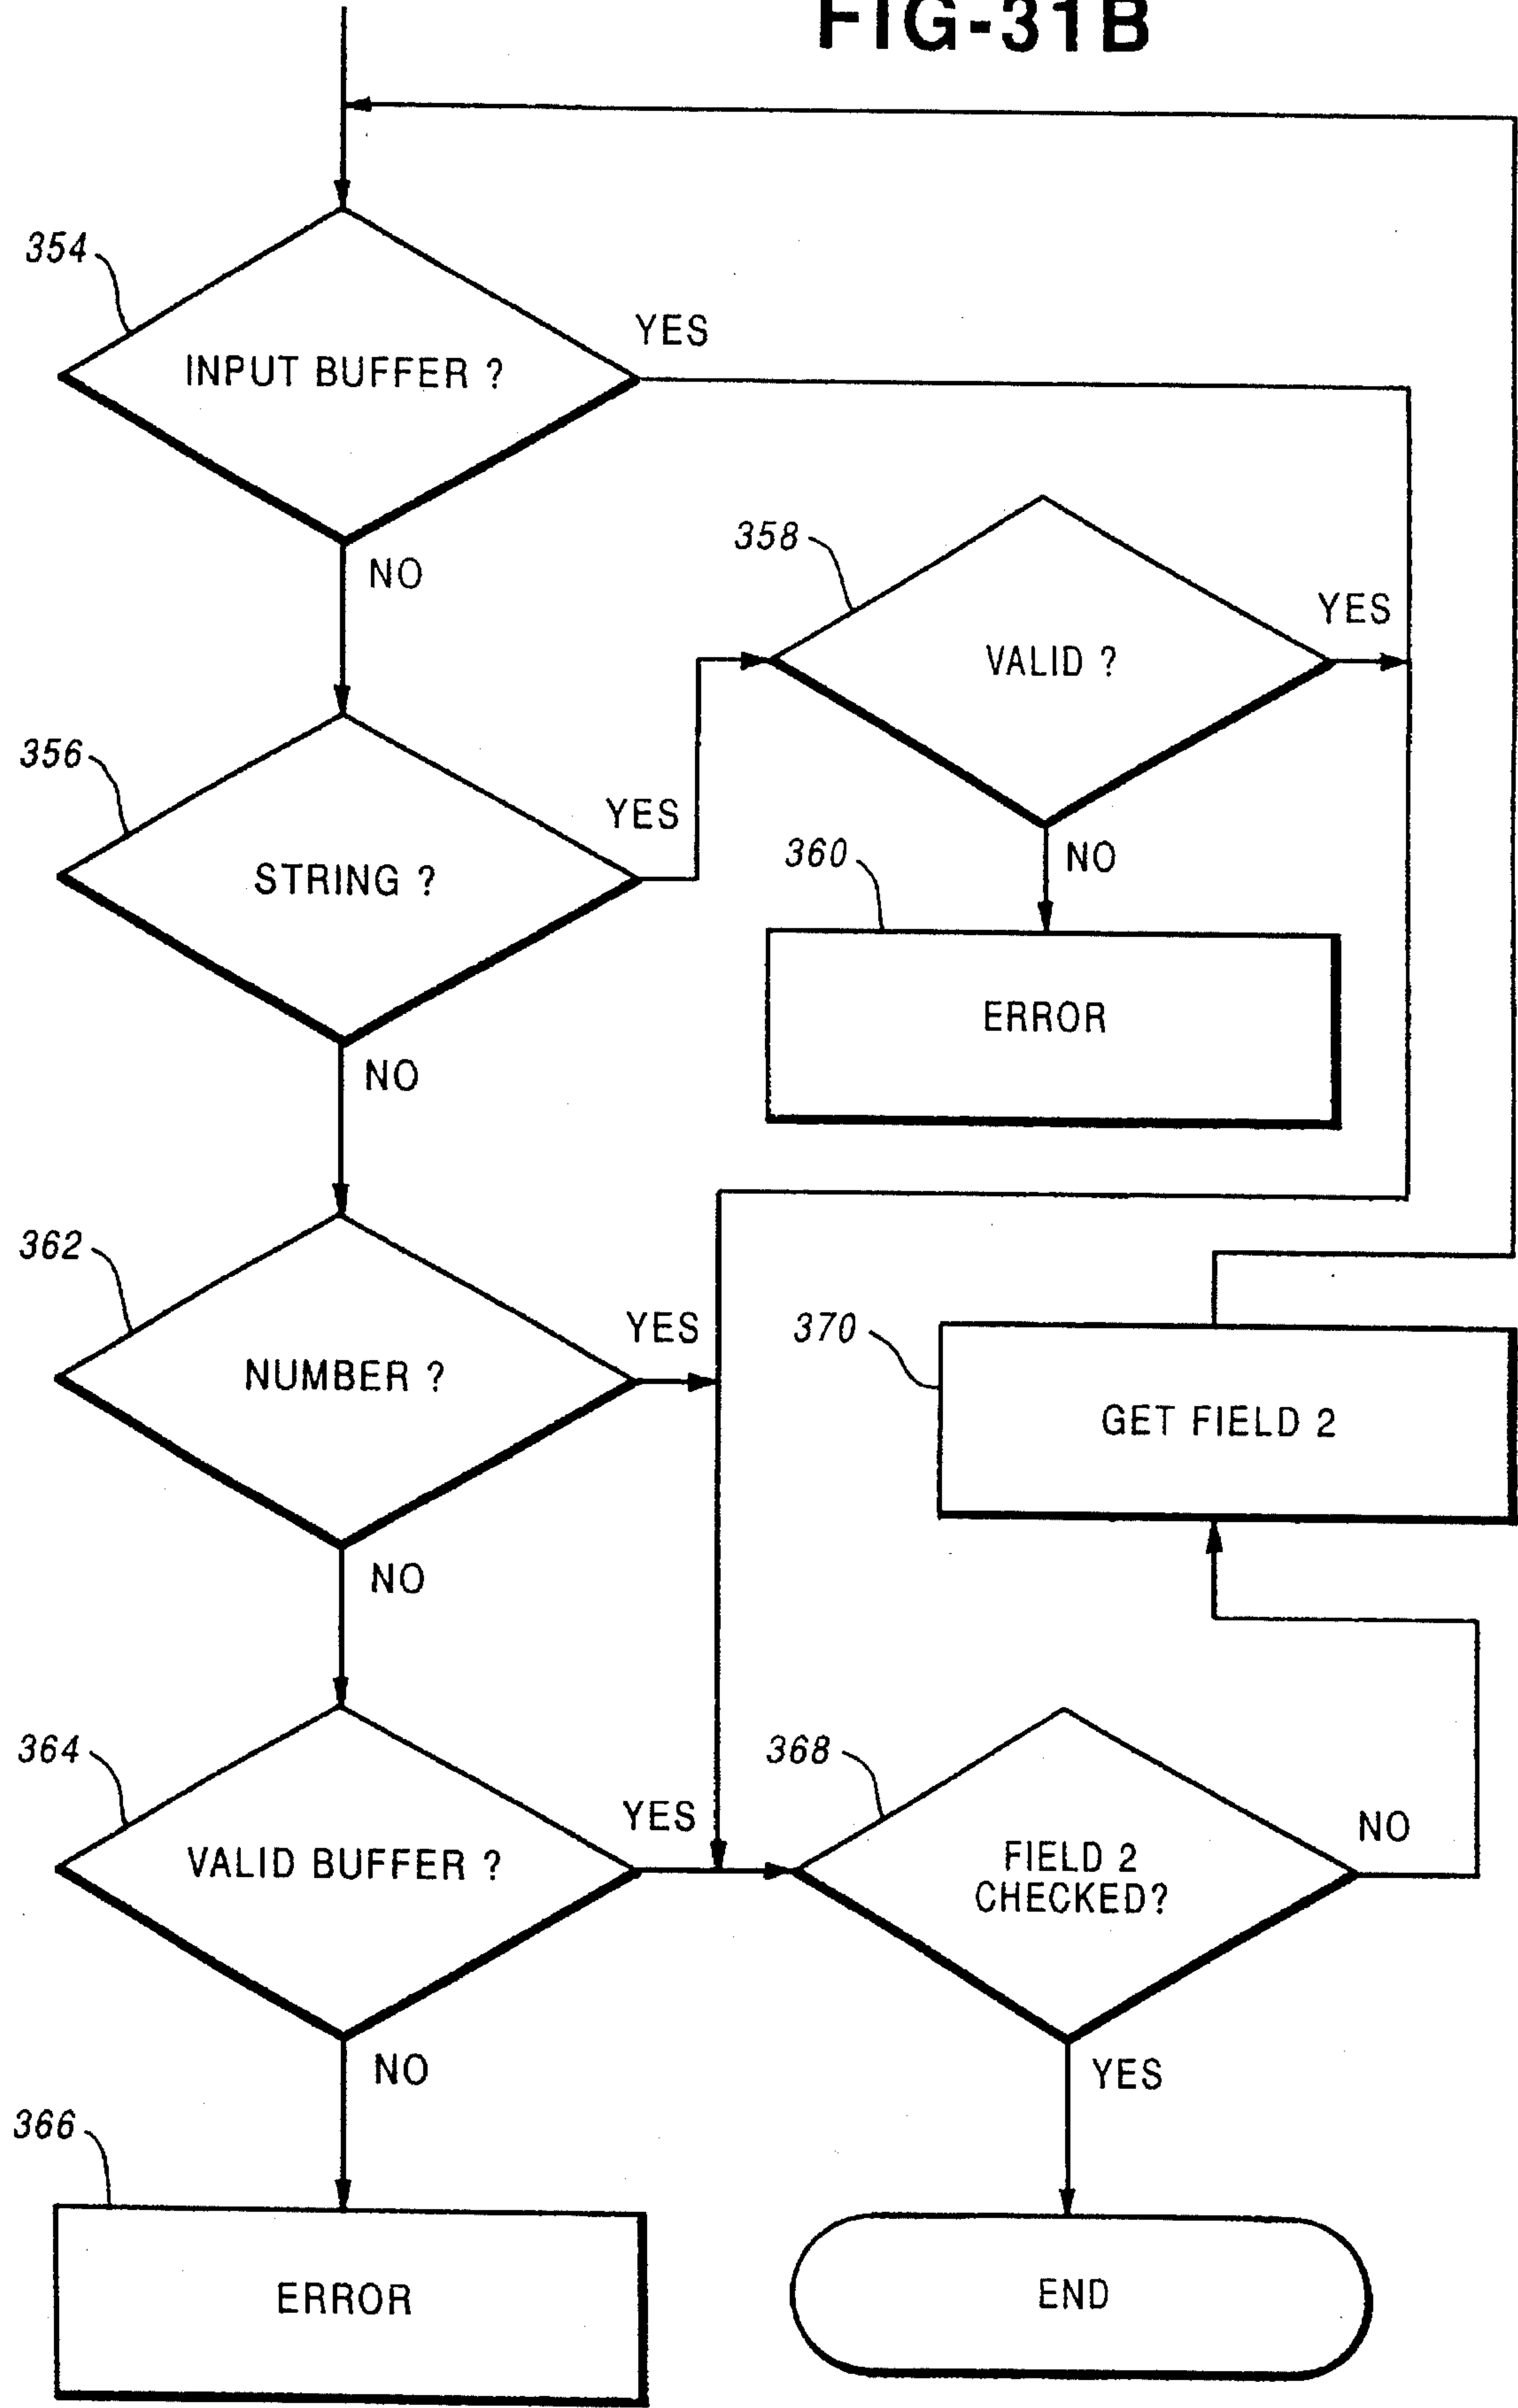 FIG-31B
354
INPUT BUFFER ?
YES
NO
358
VALID ?
YES
NO
356
STRING ?
YES
NO
360
ERROR
362
NUMBER ?
YES
NO
370
GET FIELD 2
364
VALID BUFFER ?
YES
NO
368
FIELD 2
CHECKED?
NO
YES
366
ERROR
END